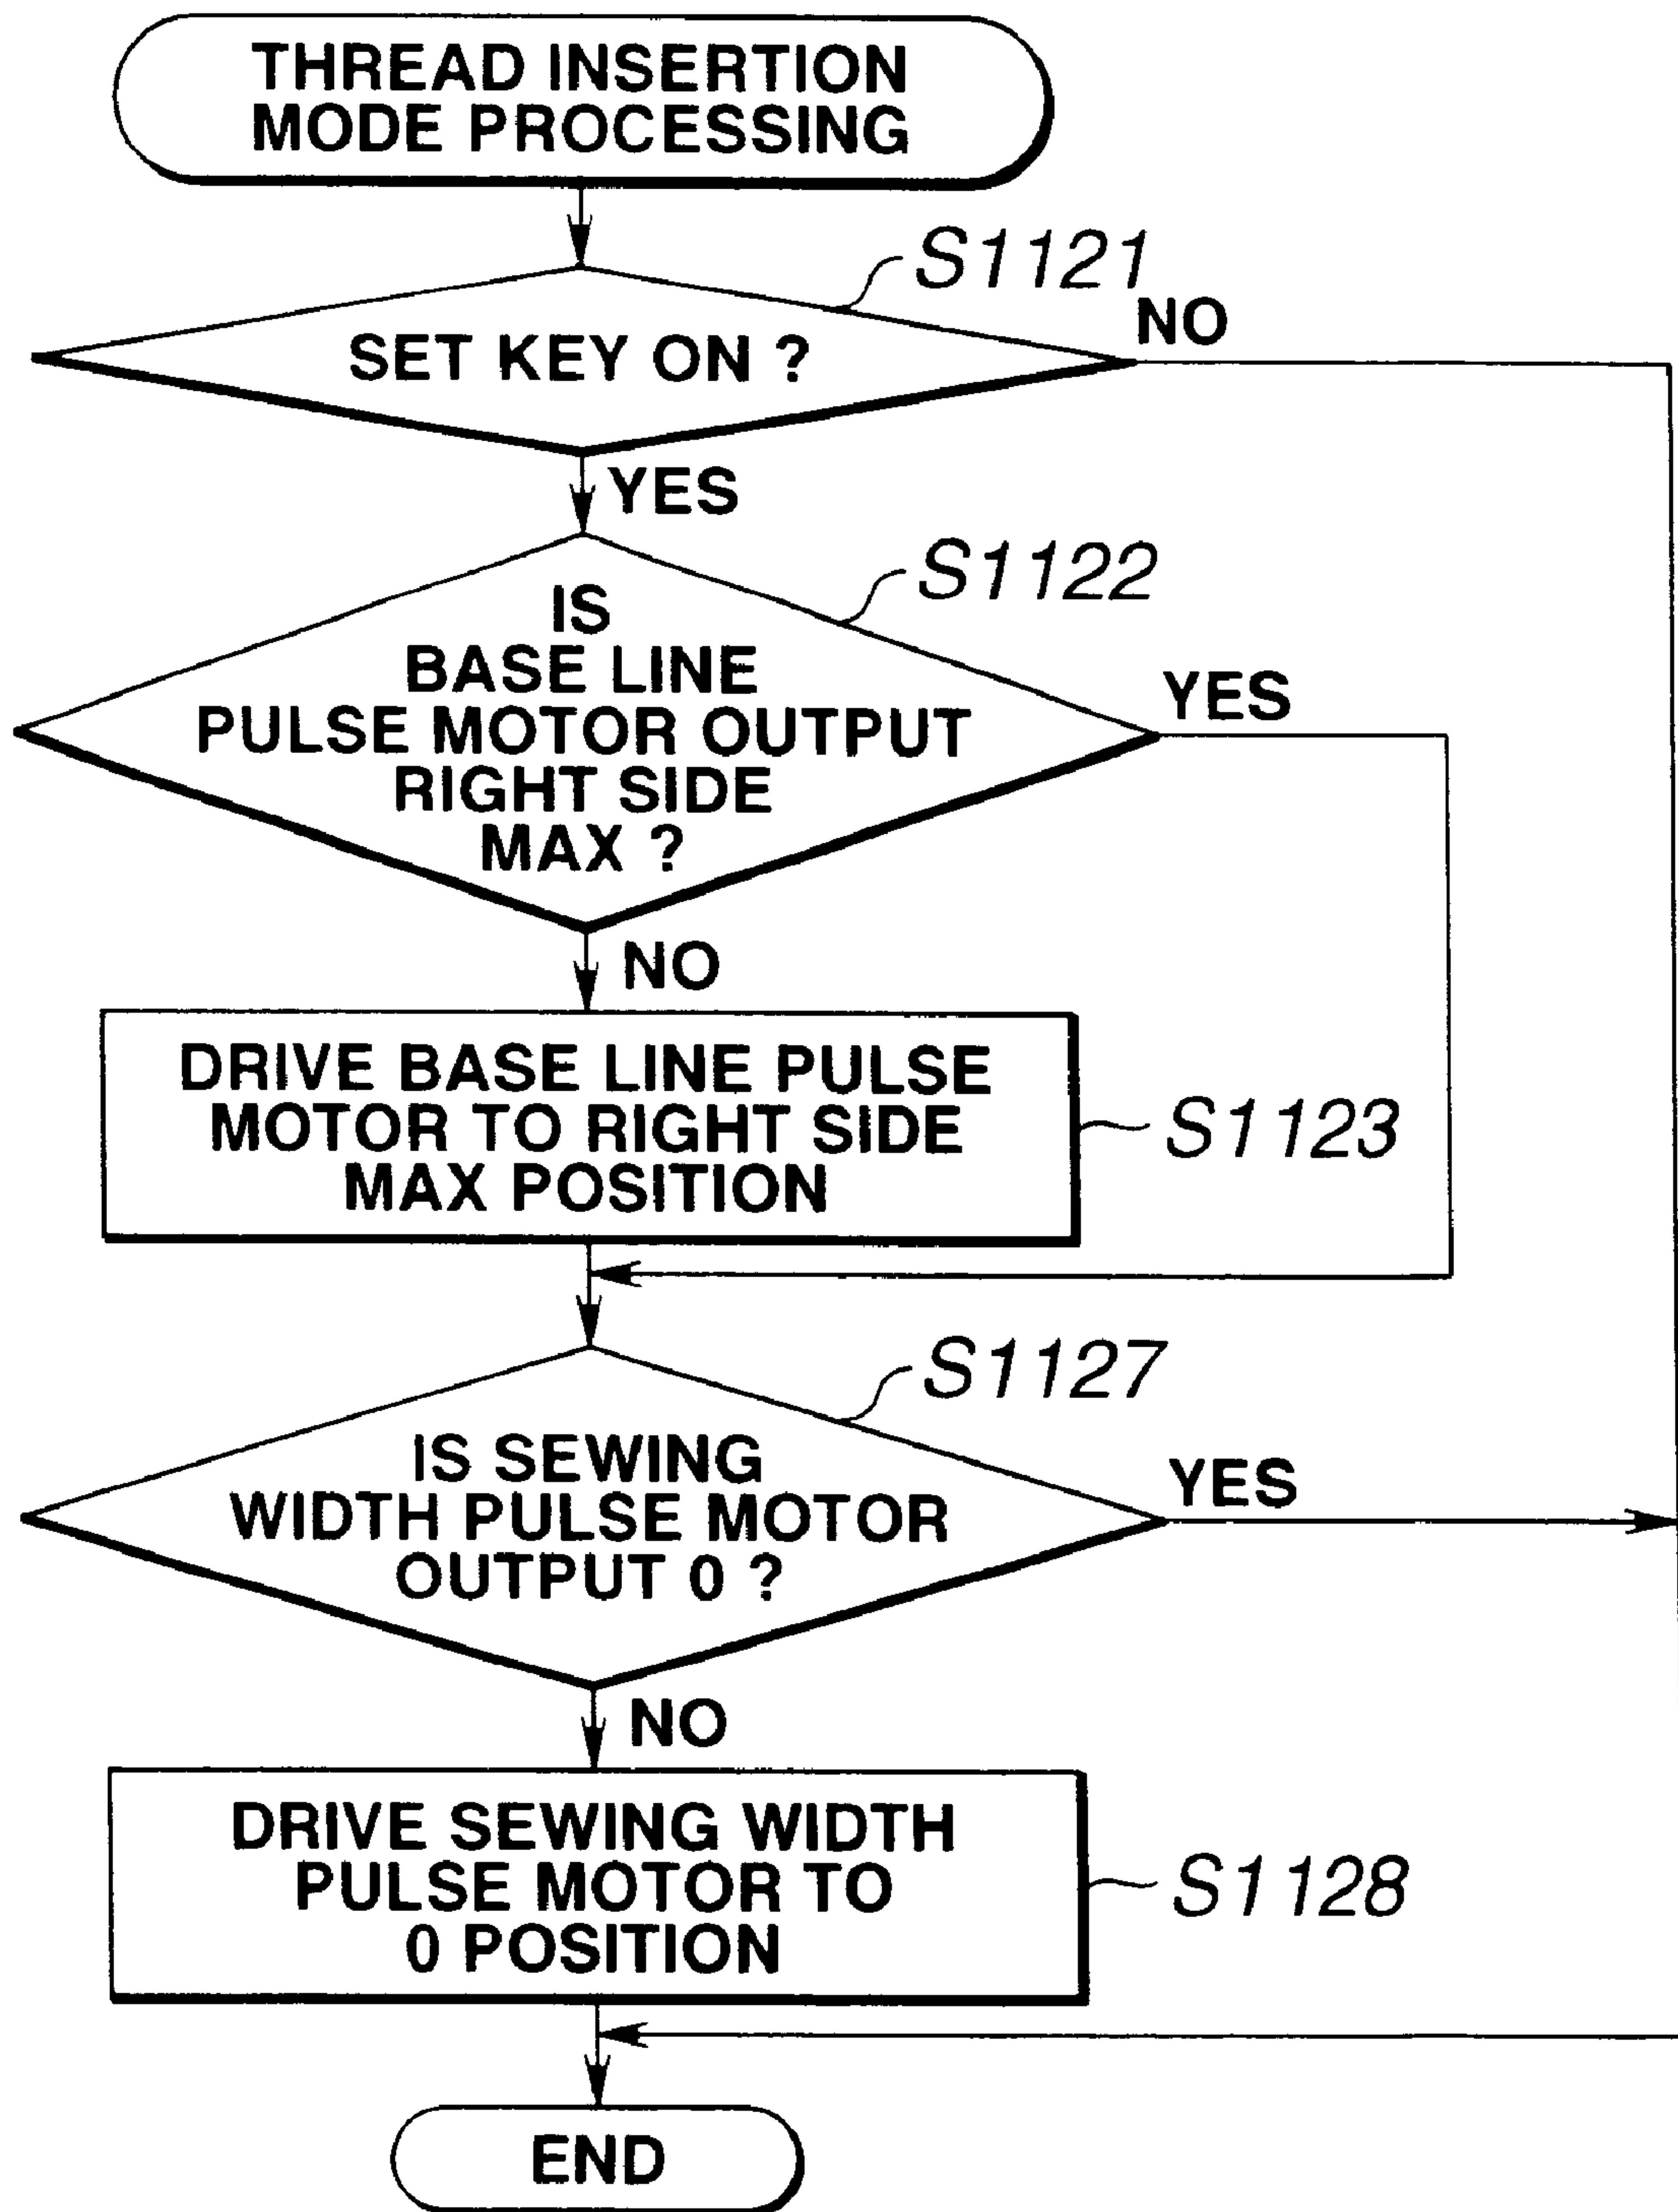 THREAD INSERTION
MODE PROCESSING
S1121
NO
SET KEY ON ?
YES
S1122
IS
BASE LINE
PULSE MOTOR OUTPUT
RIGHT SIDE
MAX ?
YES
NO
DRIVE BASE LINE PULSE
MOTOR TO RIGHT SIDE
MAX POSITION
S1123
S1127
IS SEWING
WIDTH PULSE MOTOR
OUTPUT 0 ?
YES
NO
DRIVE SEWING WIDTH
PULSE MOTOR TO
0 POSITION
S1128
END